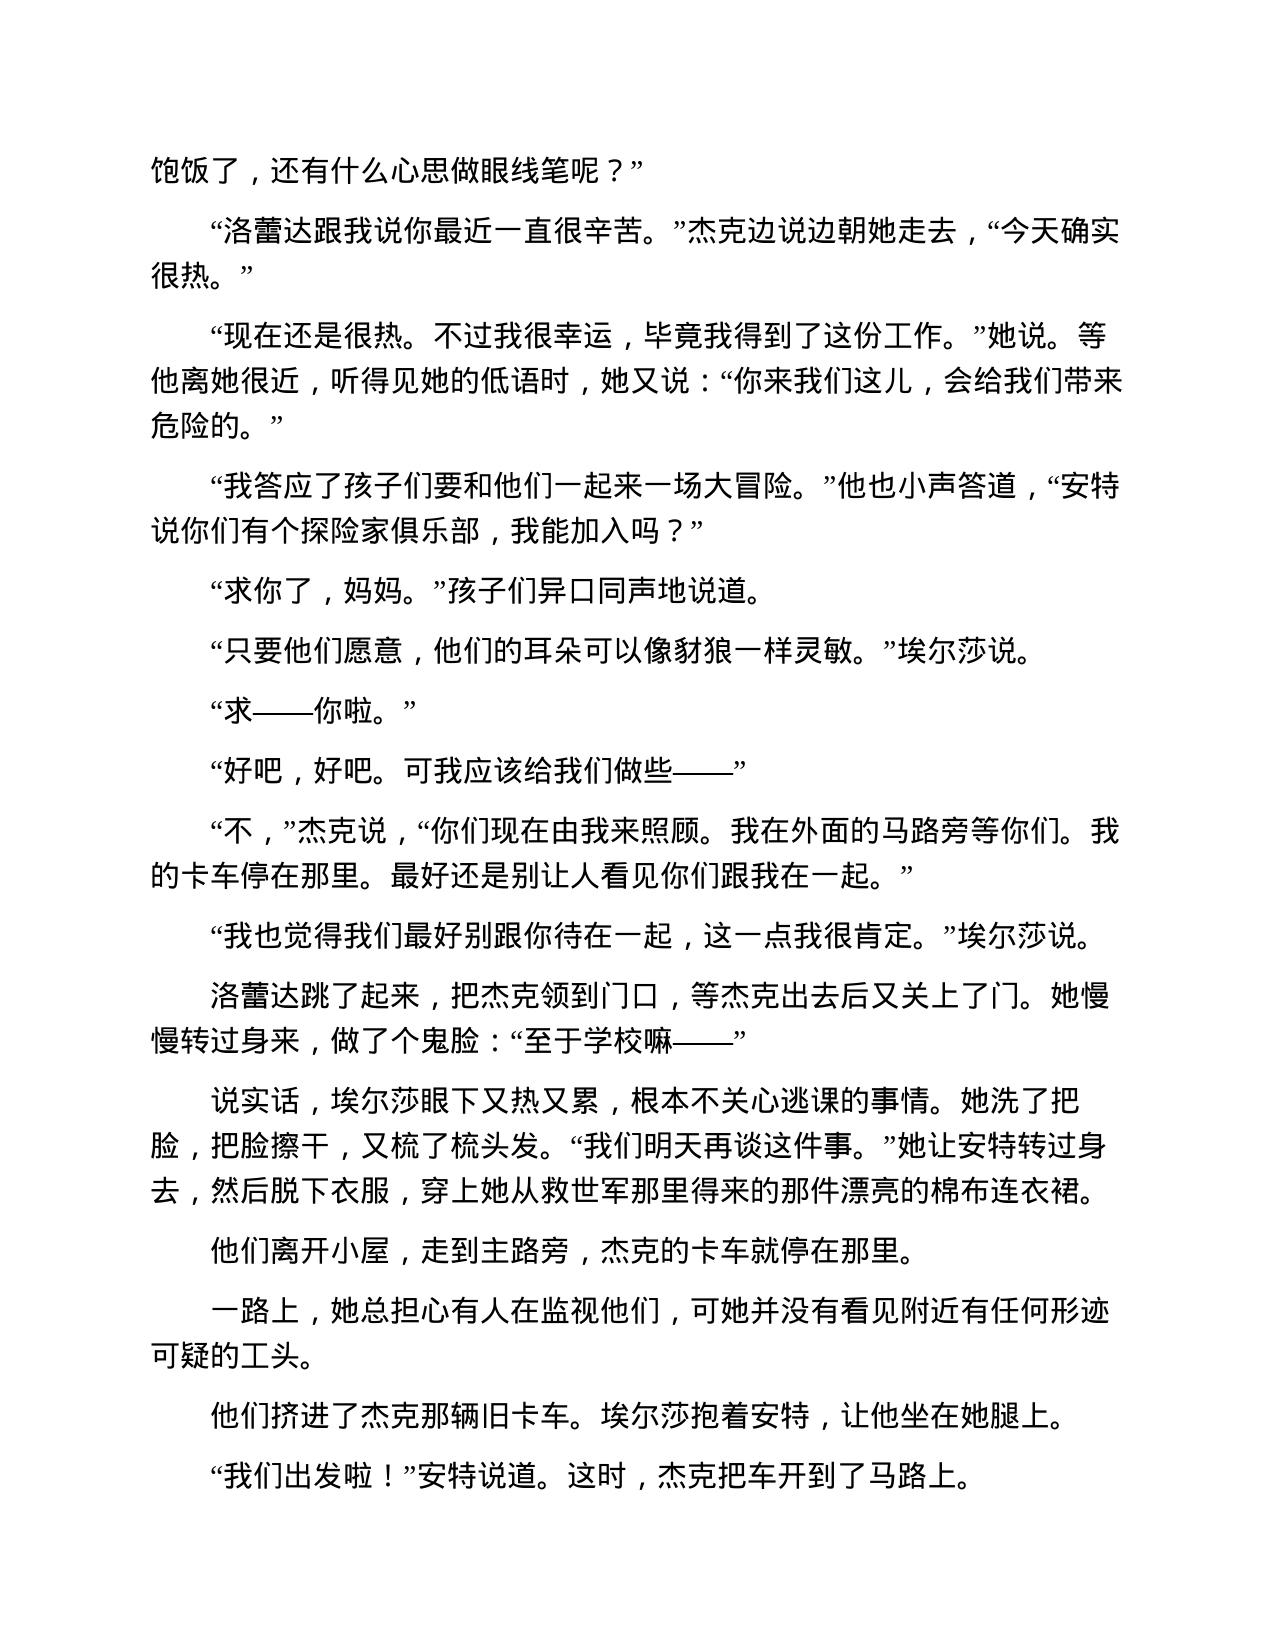 饱饭了，还有什么心思做眼线笔呢？”
“洛蕾达跟我说你最近一直很辛苦。”杰克边说边朝她走去，“今天确实
很热。”
“现在还是很热。不过我很幸运，毕竟我得到了这份工作。”她说。等
他离她很近，听得见她的低语时，她又说：“你来我们这儿，会给我们带来
危险的。”
“我答应了孩子们要和他们一起来一场大冒险。”他也小声答道，“安特
说你们有个探险家俱乐部，我能加入吗？”
“求你了，妈妈。”孩子们异口同声地说道。
“只要他们愿意，他们的耳朵可以像豺狼一样灵敏。”埃尔莎说。
“求——你啦。”
“好吧，好吧。可我应该给我们做些——”
“不，”杰克说，“你们现在由我来照顾。我在外面的马路旁等你们。我
的卡车停在那里。最好还是别让人看见你们跟我在一起。”
“我也觉得我们最好别跟你待在一起，这一点我很肯定。”埃尔莎说。
洛蕾达跳了起来，把杰克领到门口，等杰克出去后又关上了门。她慢
慢转过身来，做了个鬼脸：“至于学校嘛——”
说实话，埃尔莎眼下又热又累，根本不关心逃课的事情。她洗了把
脸，把脸擦干，又梳了梳头发。“我们明天再谈这件事。”她让安特转过身
去，然后脱下衣服，穿上她从救世军那里得来的那件漂亮的棉布连衣裙。
他们离开小屋，走到主路旁，杰克的卡车就停在那里。
一路上，她总担心有人在监视他们，可她并没有看见附近有任何形迹
可疑的工头。
他们挤进了杰克那辆旧卡车。埃尔莎抱着安特，让他坐在她腿上。
“我们出发啦！”安特说道。这时，杰克把车开到了马路上。